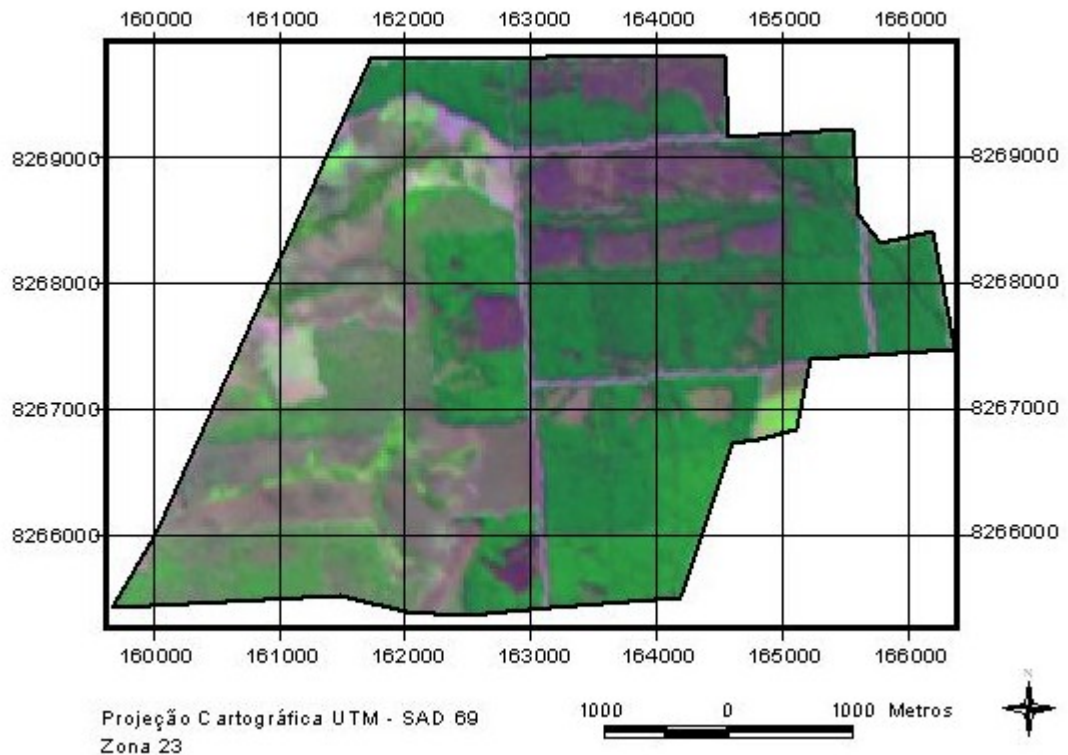 160000 161000 162000 163000 164000 165000 166000
8269000 8269000
8268000 8268000
8267000 8267000
8266000 8266000
160000 161000 162000 163000 164000 165000 166000
N
Projeção Cartográfica UTM - SAD 69
1000 0 1000 Metros
Zona 23